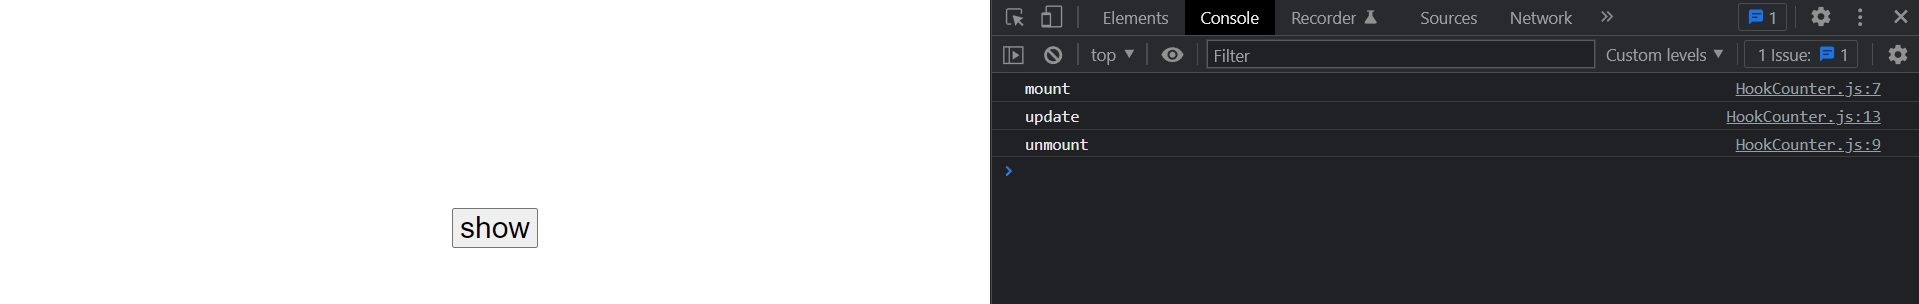 show
Elements Console Recorder Sources Network 1
top Filter Custom levels 1 Issue: 1
mount HookCounter.js:7
update HookCounter.js:13
unmount HookCounter.js:9